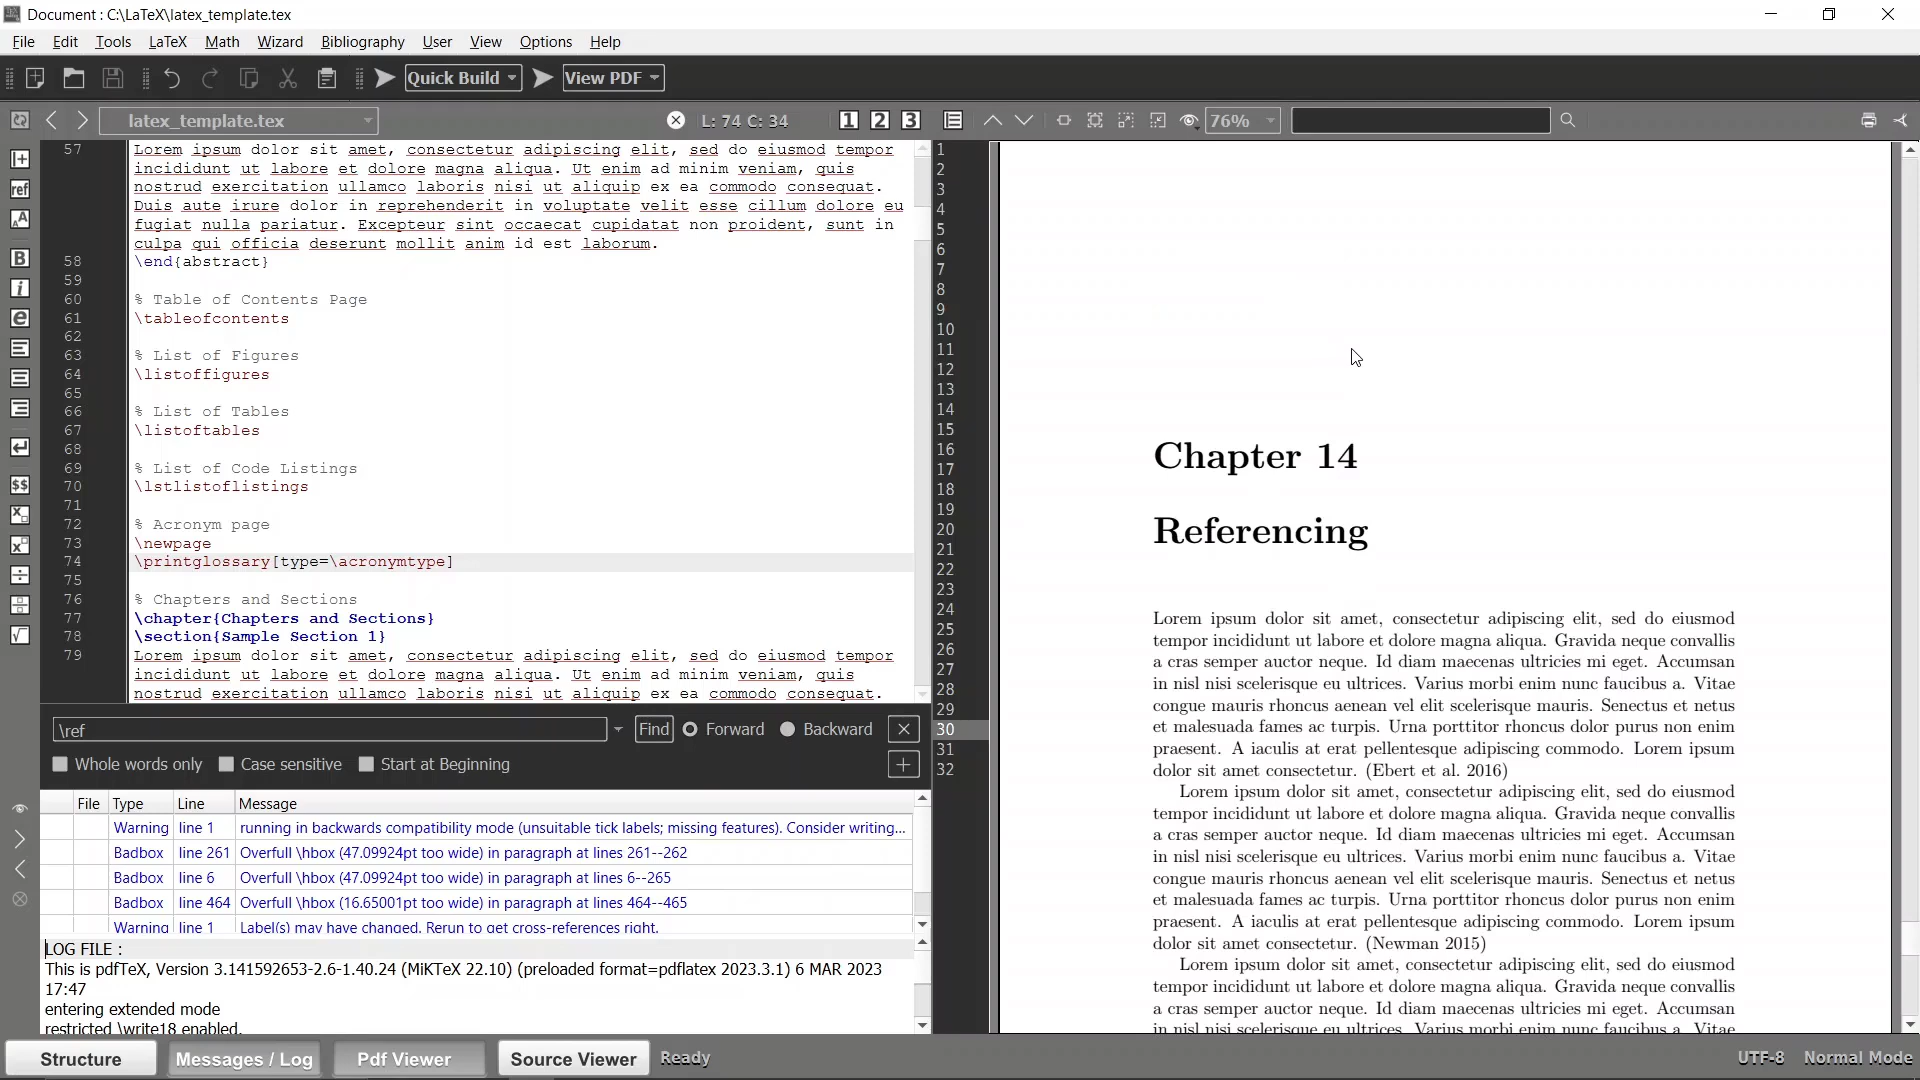 Document : C:\LaTeX\latex_template.tex
File Edit Tools LaTeX Math Wizard Bibliography User View Options Help
Quick Build View PDF
latex_template.tex L: 74 C: 34 1 2 3 76%
57 Lorem ipsum dolor sit amet, consectetur adipiscing elit, sed do eiusmod tempor
incididunt ut labore et dolore magna aliqua. Ut enim ad minim veniam, quis
nostrud exercitation ullamco laboris nisi ut aliquip ex ea commodo consequat.
Duis aute irure dolor in reprehenderit in voluptate velit esse cillum dolore eu
fugiat nulla pariatur. Excepteur sint occaecat cupidatat non proident, sunt in
culpa qui officia deserunt mollit anim id est laborum.
58 \end{abstract}
59
60 % Table of Contents Page
61 \tableofcontents
62
63 % List of Figures
64 \listoffigures
65
66 % List of Tables
67 \listoftables
68
69 % List of Code Listings
70 \lstlistoflistings
71
72 % Acronym page
73 \newpage
74 \printglossary[type=\acronymtype]
75
76 % Chapters and Sections
77 \chapter{Chapters and Sections}
78 \section{Sample Section 1}
79 Lorem ipsum dolor sit amet, consectetur adipiscing elit, sed do eiusmod tempor
incididunt ut labore et dolore magna aliqua. Ut enim ad minim veniam, quis
nostrud exercitation ullamco laboris nisi ut aliquip ex ea commodo consequat.
\ref Find Forward Backward
Whole words only Case sensitive Start at Beginning
File Type Line Message
Warning line 1 running in backwards compatibility mode (unsuitable tick labels; missing features). Consider writing...
Badbox line 261 Overfull \hbox (47.09924pt too wide) in paragraph at lines 261--262
Badbox line 6 Overfull \hbox (47.09924pt too wide) in paragraph at lines 6--265
Badbox line 464 Overfull \hbox (16.65001pt too wide) in paragraph at lines 464--465
Warning line 1 Label(s) may have changed. Rerun to get cross-references right.
LOG FILE :
This is pdfTeX, Version 3.141592653-2.6-1.40.24 (MiKTeX 22.10) (preloaded format=pdflatex 2023.3.1) 6 MAR 2023
17:47
entering extended mode
restricted \write18 enabled.
1
2
3
4
5
6
7
8
9
10
11
12
13
14
15
16
17
18
19
20
21
22
23
24
25
26
27
28
29
30
31
32
Chapter 14
Referencing
Lorem ipsum dolor sit amet, consectetur adipiscing elit, sed do eiusmod
tempor incididunt ut labore et dolore magna aliqua. Gravida neque convallis
a cras semper auctor neque. Id diam maecenas ultricies mi eget. Accumsan
in nisl nisi scelerisque eu ultrices. Varius morbi enim nunc faucibus a. Vitae
congue mauris rhoncus aenean vel elit scelerisque mauris. Senectus et netus
et malesuada fames ac turpis. Urna porttitor rhoncus dolor purus non enim
praesent. A iaculis at erat pellentesque adipiscing commodo. Lorem ipsum
dolor sit amet consectetur. (Ebert et al. 2016)
Lorem ipsum dolor sit amet, consectetur adipiscing elit, sed do eiusmod
tempor incididunt ut labore et dolore magna aliqua. Gravida neque convallis
a cras semper auctor neque. Id diam maecenas ultricies mi eget. Accumsan
in nisl nisi scelerisque eu ultrices. Varius morbi enim nunc faucibus a. Vitae
congue mauris rhoncus aenean vel elit scelerisque mauris. Senectus et netus
et malesuada fames ac turpis. Urna porttitor rhoncus dolor purus non enim
praesent. A iaculis at erat pellentesque adipiscing commodo. Lorem ipsum
dolor sit amet consectetur. (Newman 2015)
Lorem ipsum dolor sit amet, consectetur adipiscing elit, sed do eiusmod
tempor incididunt ut labore et dolore magna aliqua. Gravida neque convallis
a cras semper auctor neque. Id diam maecenas ultricies mi eget. Accumsan
in nisl nisi scelerisque eu ultrices. Varius morbi enim nunc faucibus a. Vitae
Structure Messages / Log Pdf Viewer Source Viewer Ready UTF-8 Normal Mode